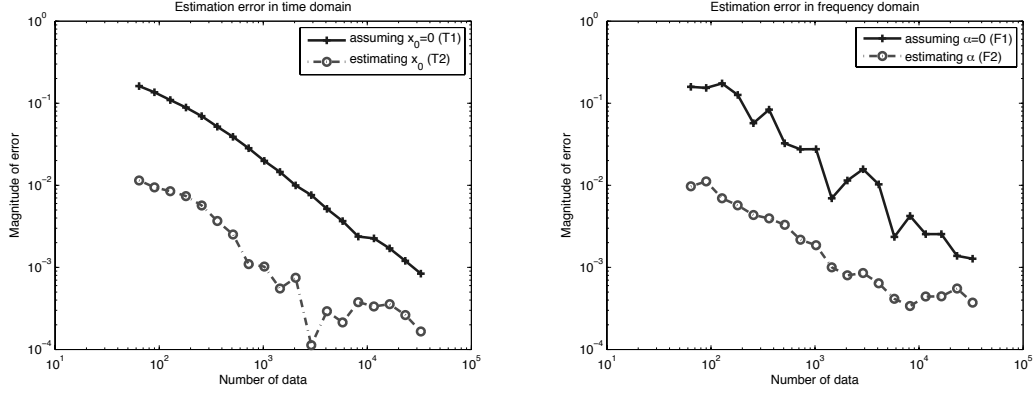 Estimation error in time domain
10^0
10^-1
10^-2
10^-3
10^-4
Magnitude of error
assuming x_0=0 (T1)
estimating x_0 (T2)
10^1
10^2
10^3
10^4
10^5
Number of data
Estimation error in frequency domain
10^0
10^-1
10^-2
10^-3
10^-4
Magnitude of error
assuming α=0 (F1)
estimating α (F2)
10^1
10^2
10^3
10^4
10^5
Number of data